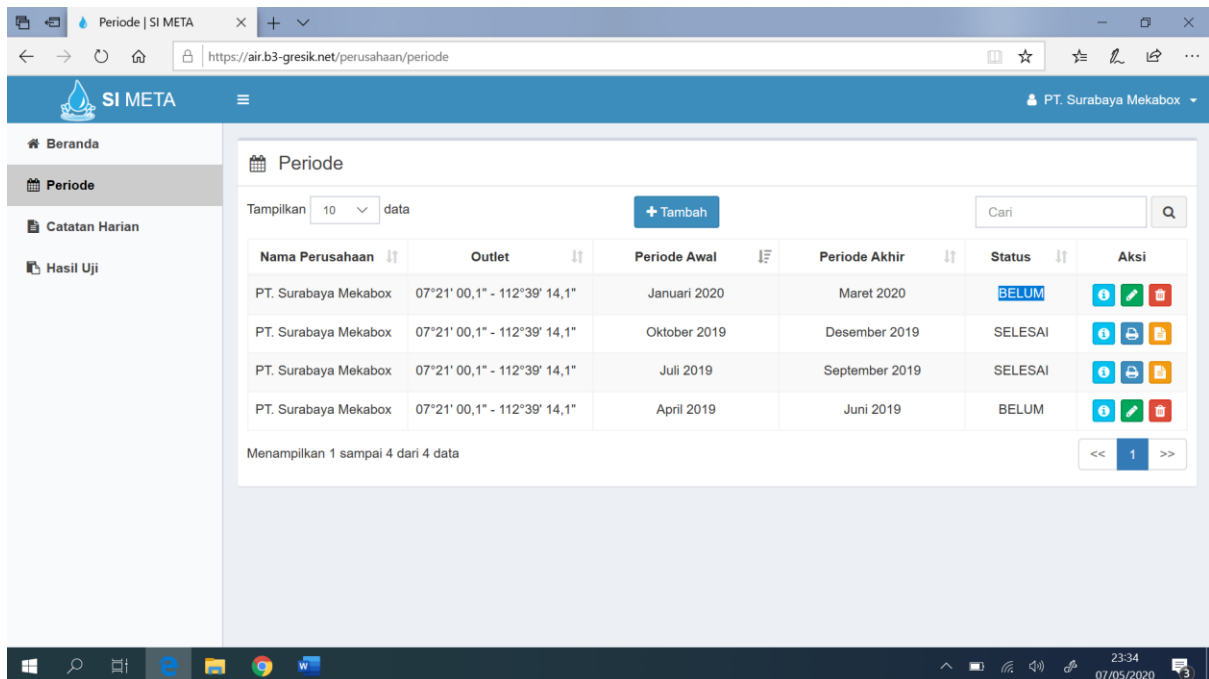 Periode | SI META
https://air.b3-gresik.net/perusahaan/periode
SI META
PT. Surabaya Mekabox
Beranda
Periode
Catatan Harian
Hasil Uji
Periode
Tampilkan 10 data
Tambah
Cari
Nama Perusahaan Outlet Periode Awal Periode Akhir Status Aksi
PT. Surabaya Mekabox 07°21' 00,1" - 112°39' 14,1" Januari 2020 Maret 2020 BELUM
PT. Surabaya Mekabox 07°21' 00,1" - 112°39' 14,1" Oktober 2019 Desember 2019 SELESAI
PT. Surabaya Mekabox 07°21' 00,1" - 112°39' 14,1" Juli 2019 September 2019 SELESAI
PT. Surabaya Mekabox 07°21' 00,1" - 112°39' 14,1" April 2019 Juni 2019 BELUM
Menampilkan 1 sampai 4 dari 4 data
<< 1 >>
23:34
07/05/2020
3